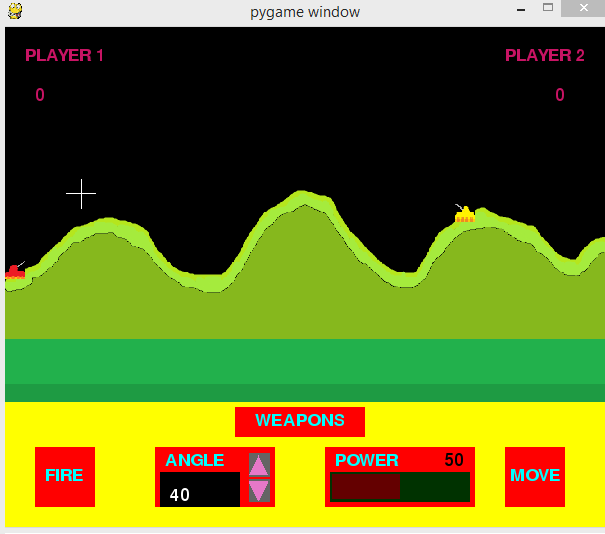 pygame window
PLAYER 1
PLAYER 2
0
0
WEAPONS
FIRE
ANGLE
40
POWER 50
MOVE